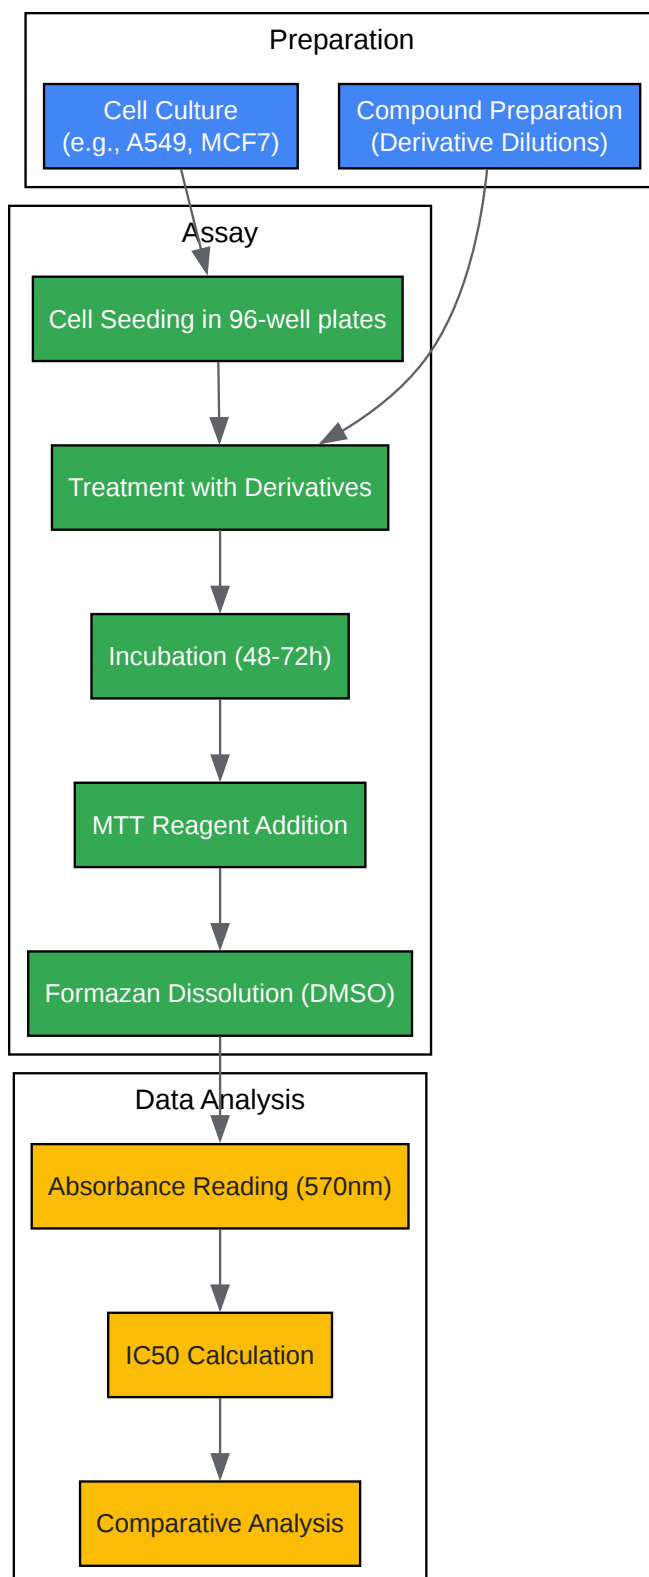 Preparation
Cell Culture
(e.g., A549, MCF7)
Compound Preparation
(Derivative Dilutions)
Assay
Cell Seeding in 96-well plates
Treatment with Derivatives
Incubation (48-72h)
MTT Reagent Addition
Formazan Dissolution (DMSO)
Data Analysis
Absorbance Reading (570nm)
IC50 Calculation
Comparative Analysis